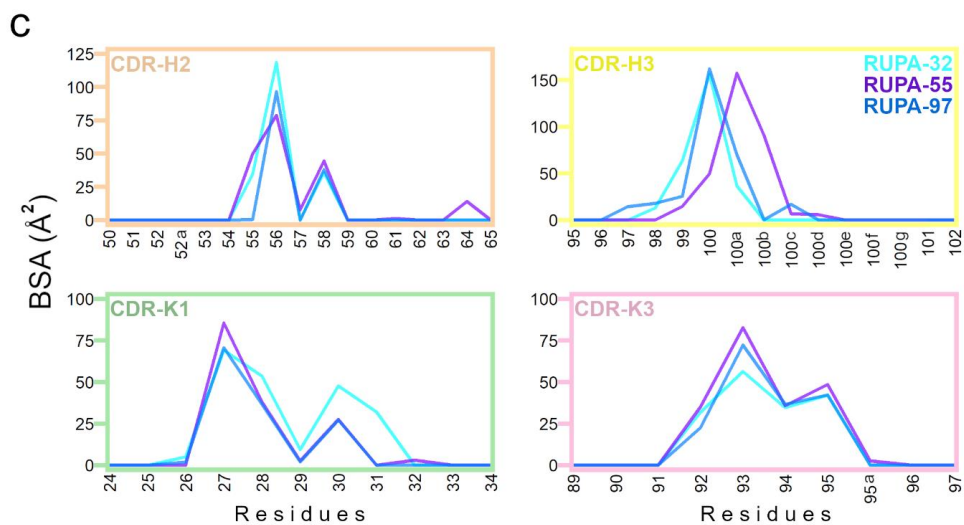 C
CDR-H2
125
100
75
50
25
0
50 51 52 52a 53 54 55 56 57 58 59 60 61 62 63 64 65
CDR-H3
RUPA-32
RUPA-55
RUPA-97
150
100
50
0
95 96 97 98 99 100 100a 100b 100c 100d 100e 100f 100g 101 102
BSA (Å²)
CDR-K1
100
75
50
25
0
24 25 26 27 28 29 30 31 32 33 34
Residues
CDR-K3
100
75
50
25
0
89 90 91 92 93 94 95 95a 96 97
Residues